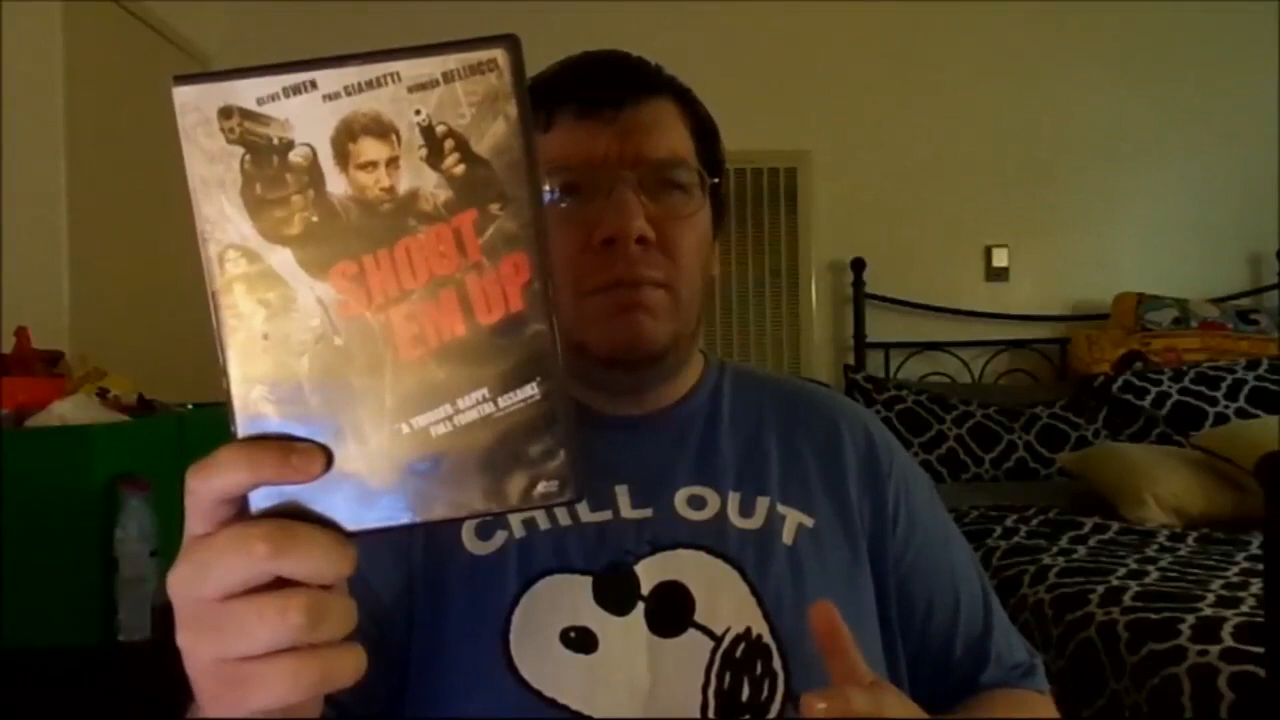 CLIVE OWEN PAUL GIAMATTI MONICA BELLUCCI
SHOOT
'EM UP
"A TRIGGER-HAPPY,
FULL-FRONTAL ASSAULT"
CHILL OUT